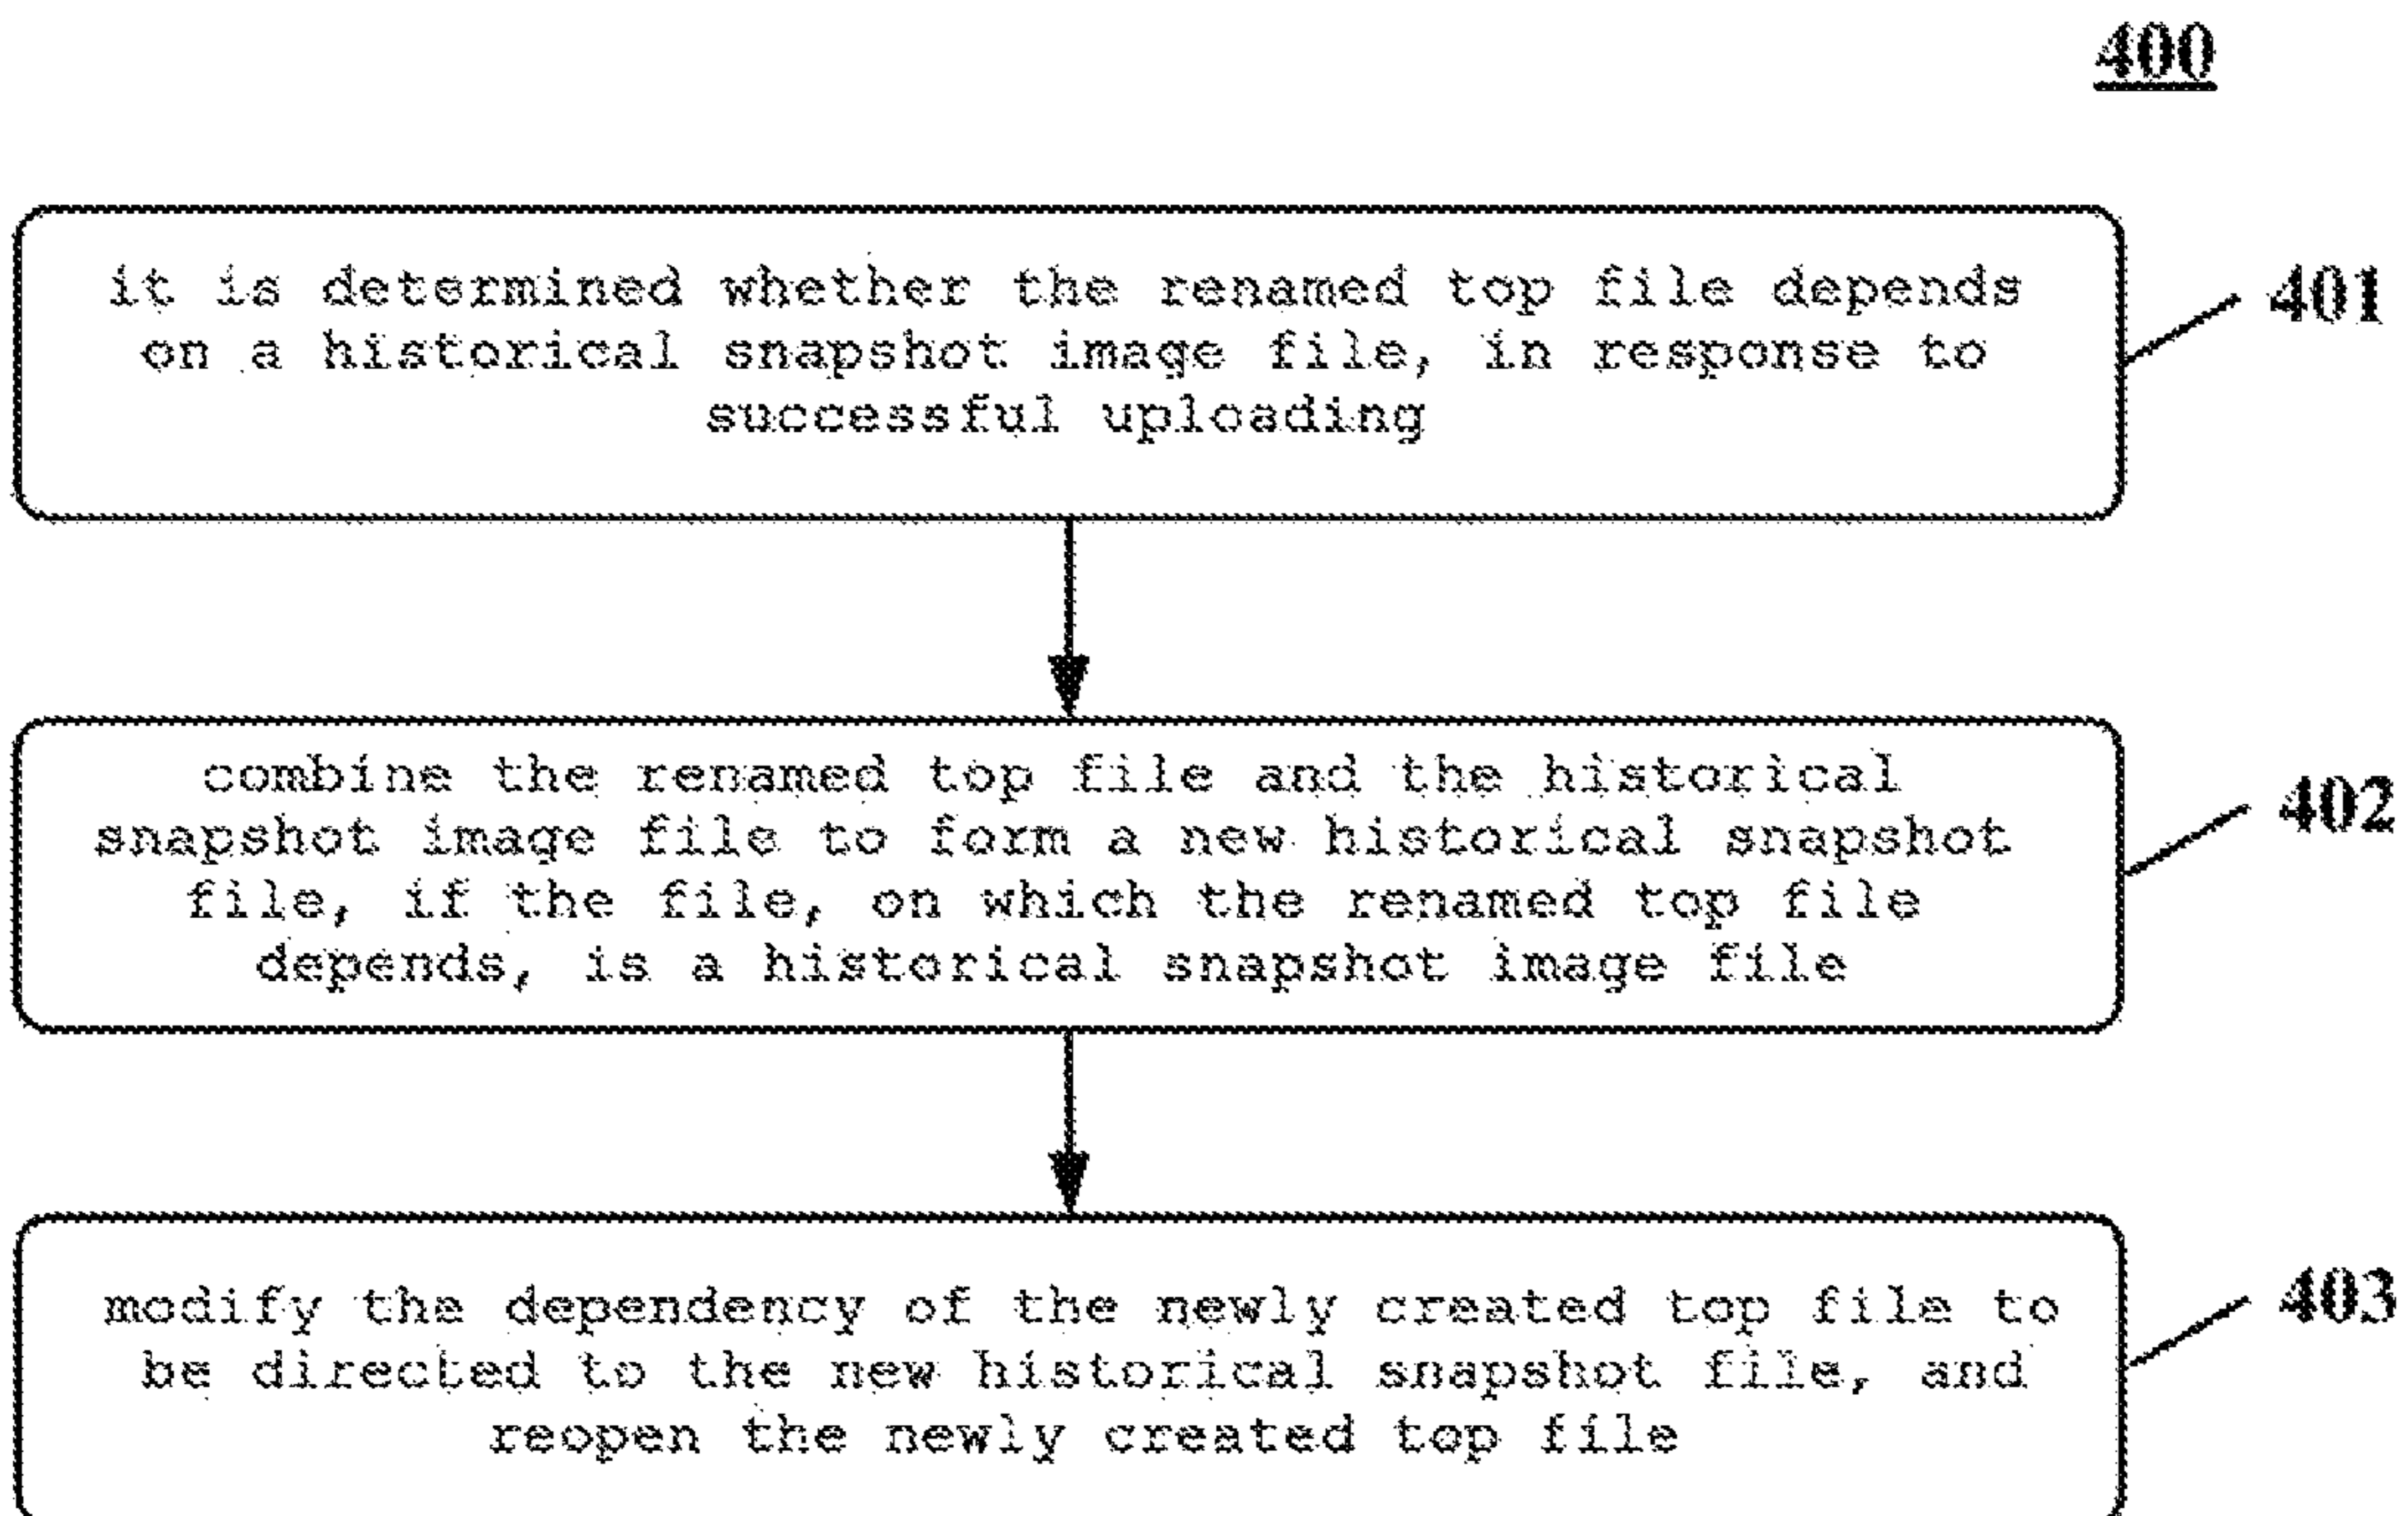 400
it is determined whether the renamed top file depends
on a historical snapshot image file, in response to
successful uploading
401
combine the renamed top file and the historical
snapshot image file to form a new historical snapshot
file, if the file, on which the renamed top file
depends, is a historical snapshot image file
402
modify the dependency of the newly created top file to
be directed to the new historical snapshot file, and
reopen the newly created top file
403